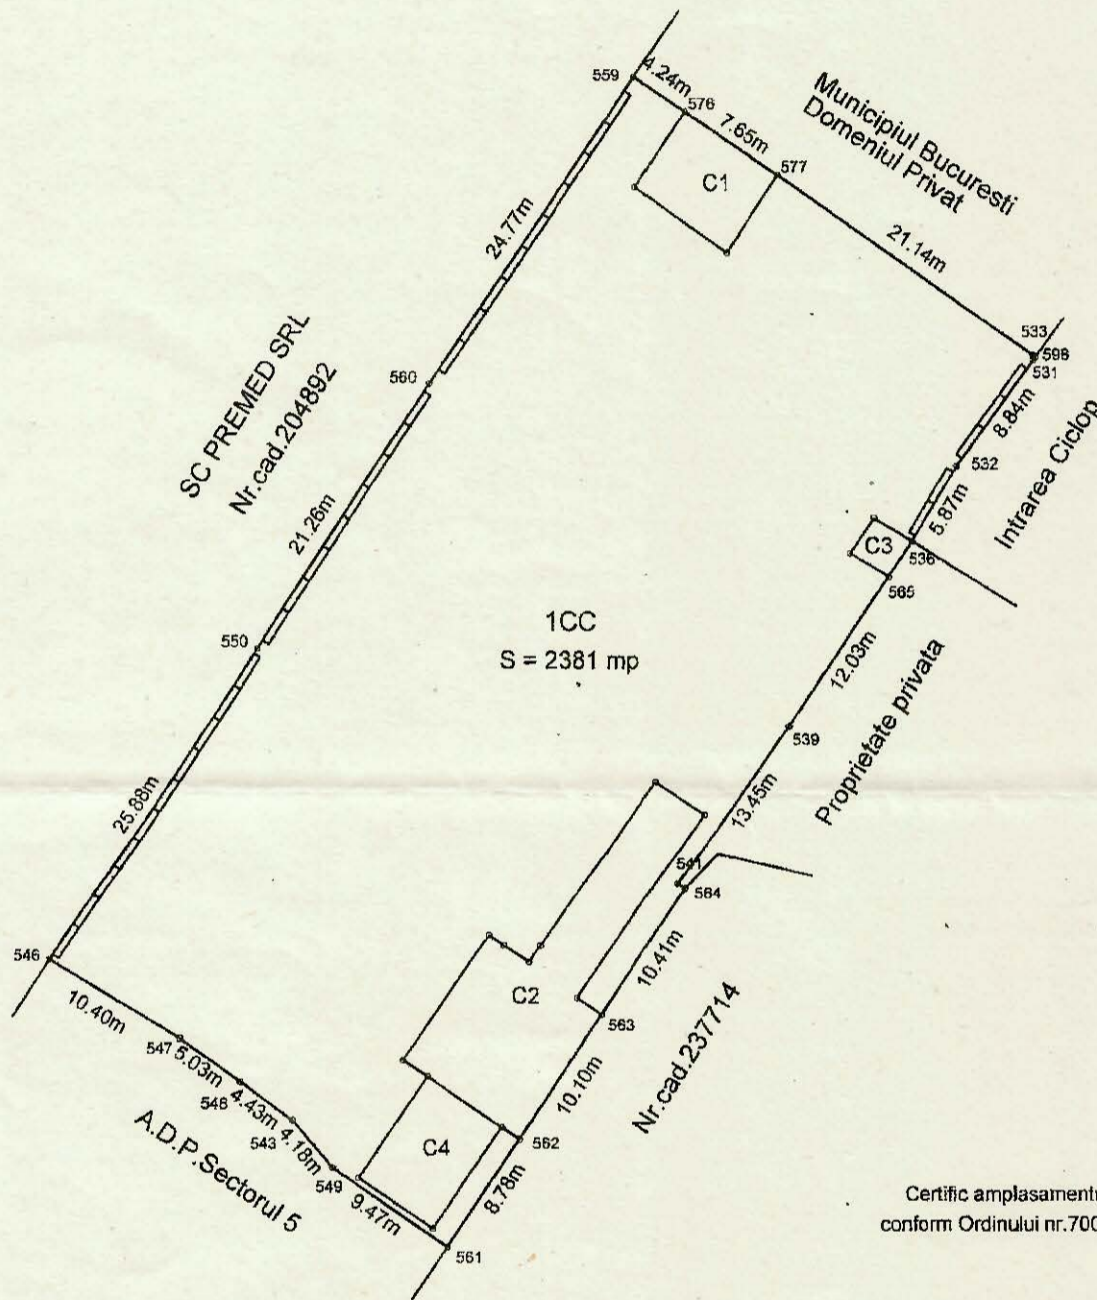 559
4.24m
576
7.65m
577
C1
Municipiul Bucuresti
Domeniul Privat
21.14m
533
598
531
24.77m
8.84m
560
532
SC PREMED SRL
Nr.cad.204892
5.87m
Intrarea Ciclop
21.26m
C3
536
565
1CC
S = 2381 mp
550
12.03m
539
Proprietate privata
25.88m
13.45m
541
564
546
10.40m
C2
10.41m
563
Nr.cad.237714
547
5.03m
548
4.43m
543
4.18m
549
A.D.P.Sectorul 5
10.10m
C4
562
8.78m
9.47m
561
Certific amplasament
conform Ordinului nr.700